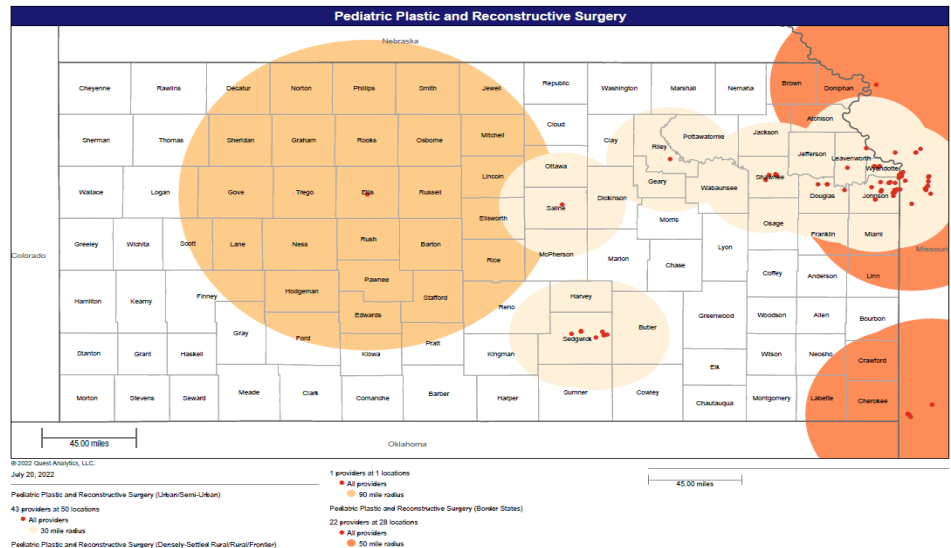 Pediatric Plastic and Reconstructive Surgery
Nebraska
Cheyenne Rawlins Decatur Norton Phillips Smith Jewell Republic Washington Marshall Nemaha Brown Doniphan
Cloud Atchison
Sherman Thomas Sheridan Graham Rooks Osborne Mitchell Clay Riley Pottawatomie Jackson Jefferson Leavenworth
Ottawa Wyandotte
Wallace Logan Gove Trego Ellis Russell Lincoln Saline Dickinson Geary Wabaunsee Shawnee Douglas Johnson
Ellsworth Morris Osage
Greeley Wichita Scott Lane Ness Rush Barton Rice McPherson Marion Chase Lyon Franklin Miami
Colorado Missouri
Hamilton Kearny Finney Hodgeman Pawnee Stafford Reno Harvey Coffey Anderson Linn
Gray Ford Edwards Pratt Sedgwick Butler Greenwood Woodson Allen Bourbon
Stanton Grant Haskell Kiowa Kingman Elk Wilson Neosho Crawford
Morton Stevens Seward Meade Clark Comanche Barber Harper Sumner Cowley Chautauqua Montgomery Labette Cherokee
45.00 miles
Oklahoma
© 2022 Quest Analytics, LLC.
July 20, 2022
Pediatric Plastic and Reconstructive Surgery (Urban/Semi-Urban)
43 providers at 50 locations
All providers
30 mile radius
Pediatric Plastic and Reconstructive Surgery (Densely-Settled Rural/Rural/Frontier)
1 providers at 1 locations
All providers
90 mile radius
Pediatric Plastic and Reconstructive Surgery (Border States)
22 providers at 28 locations
All providers
50 mile radius
45.00 miles